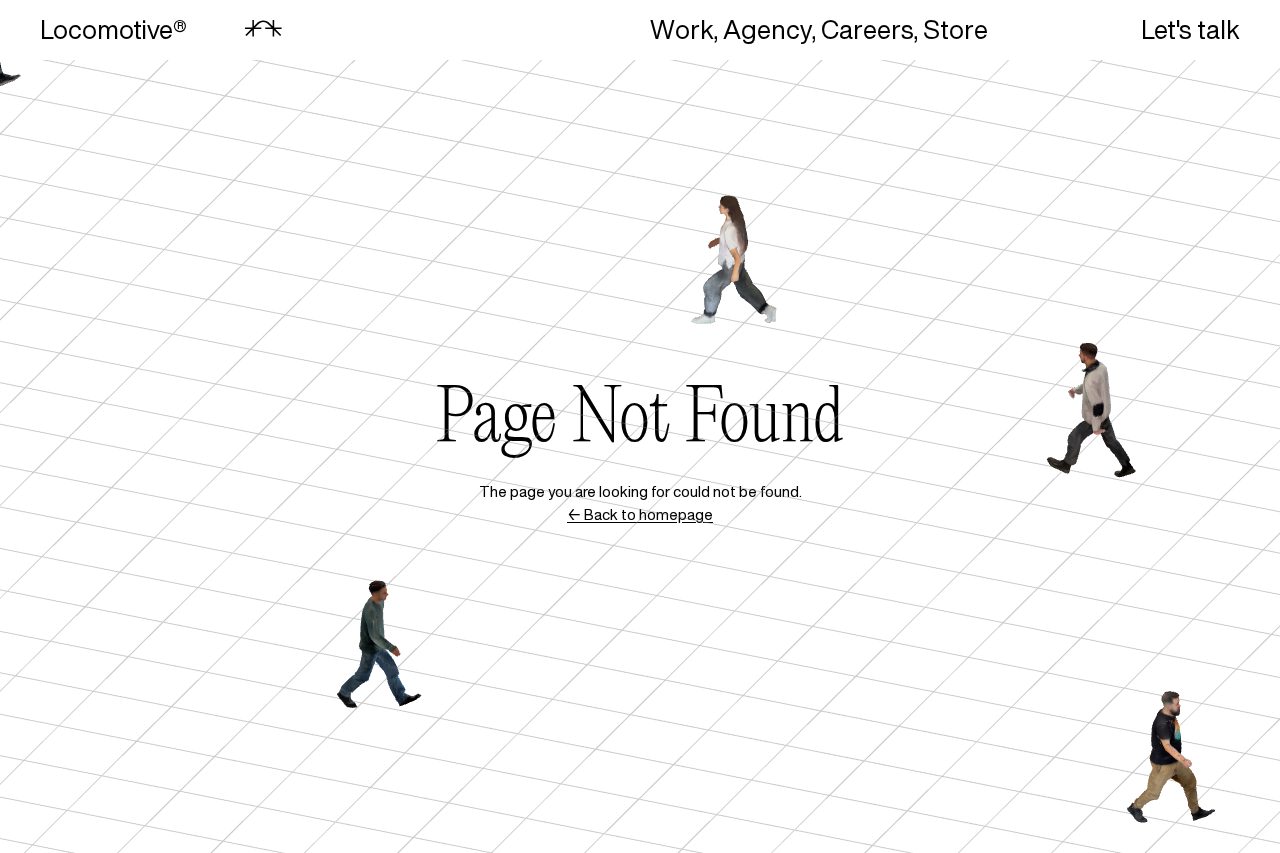 Locomotive®
Work, Agency, Careers, Store
Let's talk
Page Not Found
The page you are looking for could not be found.
← Back to homepage